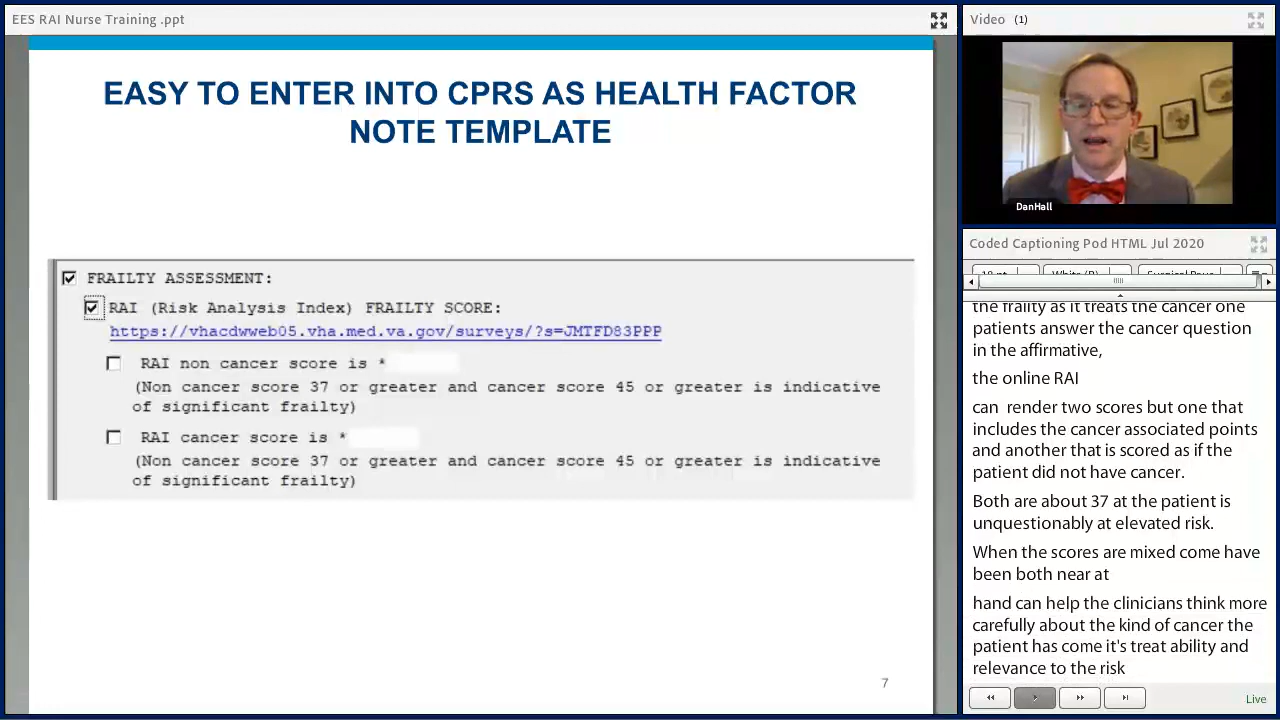 EES RAI Nurse Training .ppt
EASY TO ENTER INTO CPRS AS HEALTH FACTOR
NOTE TEMPLATE
FRAILTY ASSESSMENT:
RAI (Risk Analysis Index) FRAILTY SCORE:
https://vhacdwweb05.vha.med.va.gov/surveys/?s=JMTFD83PPP
RAI non cancer score is *
(Non cancer score 37 or greater and cancer score 45 or greater is indicative
of significant frailty)
RAI cancer score is *
(Non cancer score 37 or greater and cancer score 45 or greater is indicative
of significant frailty)
7
Video (1)
DanHall
Coded Captioning Pod HTML Jul 2020
the frailty as it treats the cancer one
patients answer the cancer question
in the affirmative,
the online RAI
can render two scores but one that
includes the cancer associated points
and another that is scored as if the
patient did not have cancer.
Both are about 37 at the patient is
unquestionably at elevated risk.
When the scores are mixed come have
been both near at
hand can help the clinicians think more
carefully about the kind of cancer the
patient has come it's treat ability and
relevance to the risk
Live